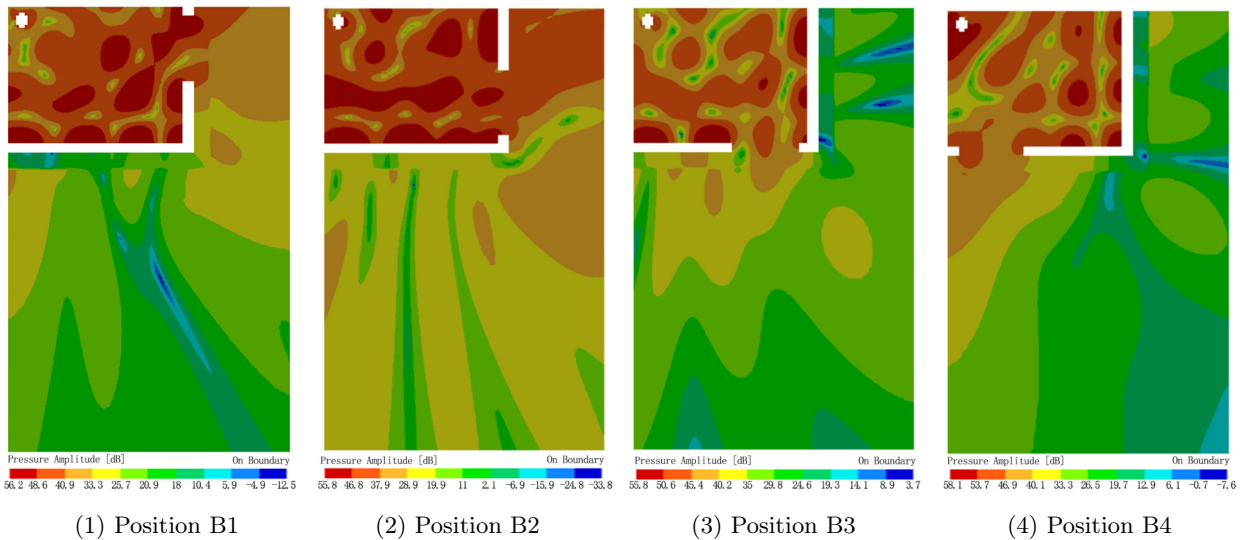 Pressure Amplitude [dB] On Boundary
56.2 48.6 40.9 33.3 25.7 20.9 18 10.4 5.9 -4.9 -12.5
(1) Position B1
Pressure Amplitude [dB] On Boundary
55.8 46.8 37.9 28.9 19.9 11 2.1 -6.9 -15.9 -24.8 -33.8
(2) Position B2
Pressure Amplitude [dB] On Boundary
55.8 50.6 45.4 40.2 35 29.8 24.6 19.3 14.1 8.9 3.7
(3) Position B3
Pressure Amplitude [dB] On Boundary
58.1 53.7 46.9 40.1 33.3 26.5 19.7 12.9 6.1 -0.7 -7.6
(4) Position B4